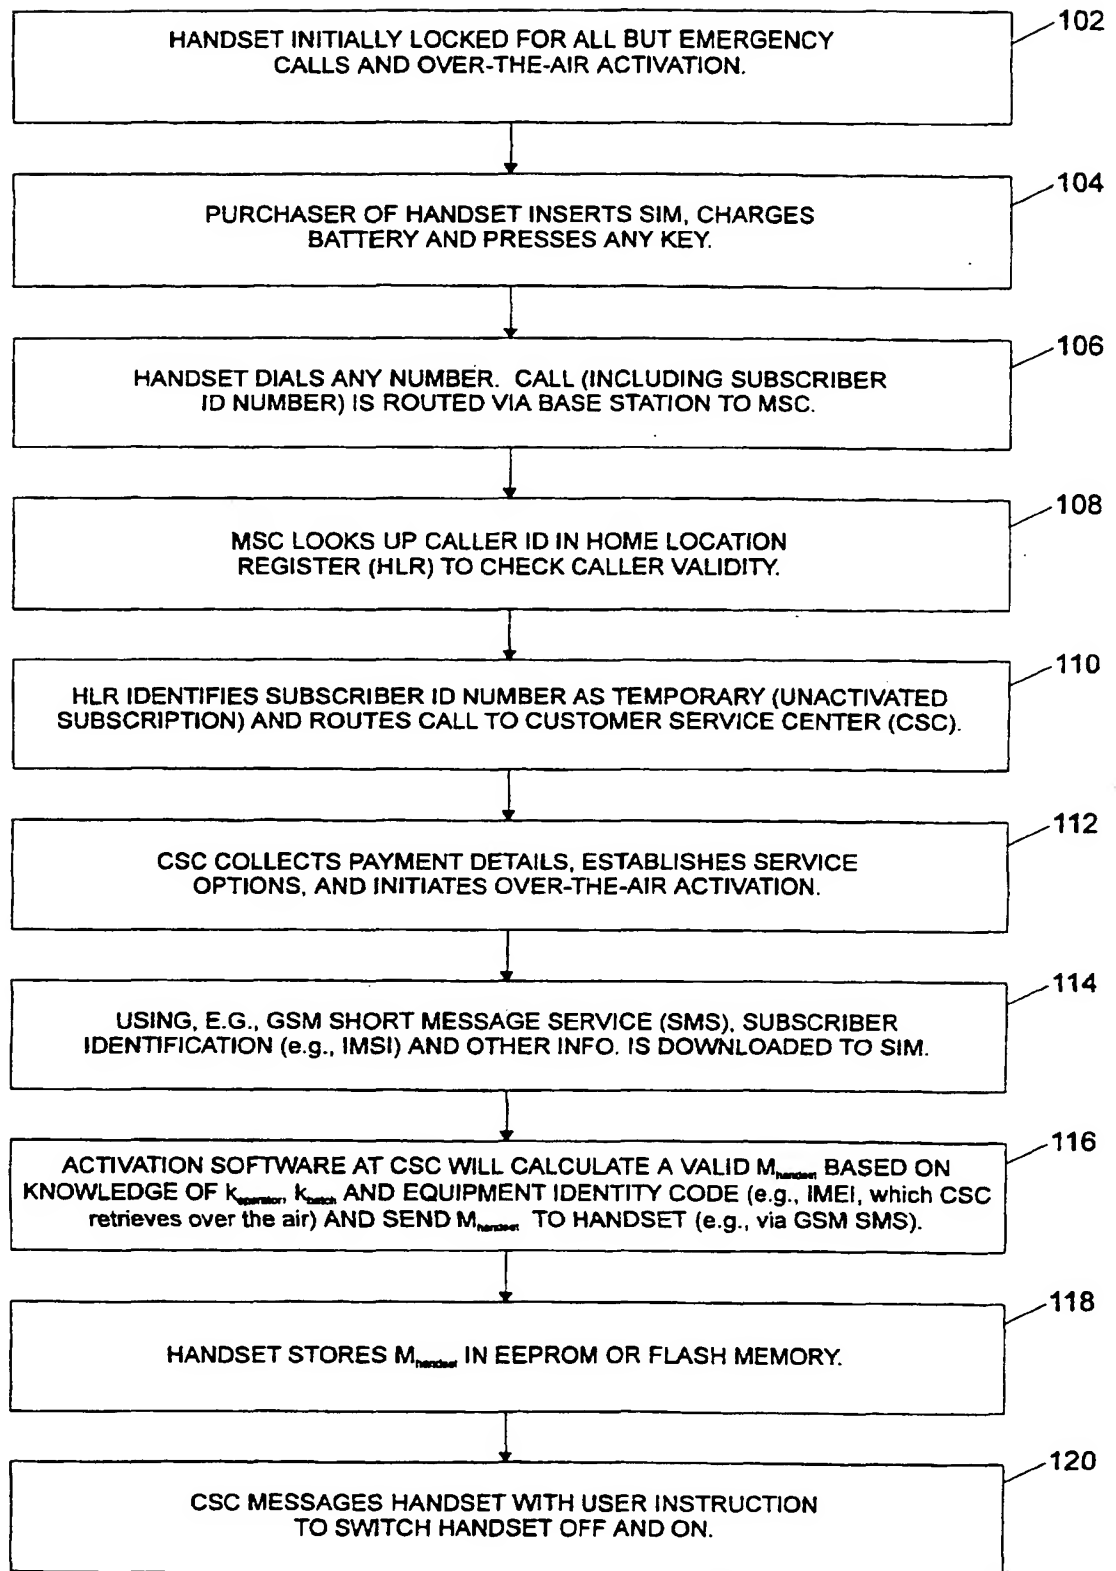 102
HANDSET INITIALLY LOCKED FOR ALL BUT EMERGENCY
CALLS AND OVER-THE-AIR ACTIVATION.
104
PURCHASER OF HANDSET INSERTS SIM, CHARGES
BATTERY AND PRESSES ANY KEY.
106
HANDSET DIALS ANY NUMBER. CALL (INCLUDING SUBSCRIBER
ID NUMBER) IS ROUTED VIA BASE STATION TO MSC.
108
MSC LOOKS UP CALLER ID IN HOME LOCATION
REGISTER (HLR) TO CHECK CALLER VALIDITY.
110
HLR IDENTIFIES SUBSCRIBER ID NUMBER AS TEMPORARY (UNACTIVATED
SUBSCRIPTION) AND ROUTES CALL TO CUSTOMER SERVICE CENTER (CSC).
112
CSC COLLECTS PAYMENT DETAILS, ESTABLISHES SERVICE
OPTIONS, AND INITIATES OVER-THE-AIR ACTIVATION.
114
USING, E.G., GSM SHORT MESSAGE SERVICE (SMS), SUBSCRIBER
IDENTIFICATION (e.g., IMSI) AND OTHER INFO. IS DOWNLOADED TO SIM.
116
ACTIVATION SOFTWARE AT CSC WILL CALCULATE A VALID Mhandset BASED ON
KNOWLEDGE OF koperator, kbatch AND EQUIPMENT IDENTITY CODE (e.g., IMEI, which CSC
retrieves over the air) AND SEND Mhandset TO HANDSET (e.g., via GSM SMS).
118
HANDSET STORES Mhandset IN EEPROM OR FLASH MEMORY.
120
CSC MESSAGES HANDSET WITH USER INSTRUCTION
TO SWITCH HANDSET OFF AND ON.